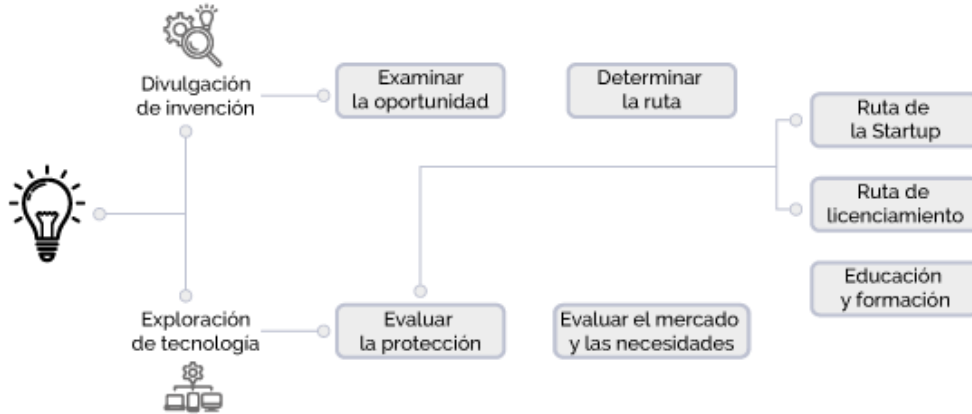 Divulgación
de invención
Examinar
la oportunidad
Determinar
la ruta
Ruta de
la Startup
Ruta de
licenciamiento
Educación
y formación
Exploración
de tecnología
Evaluar
la protección
Evaluar el mercado
y las necesidades